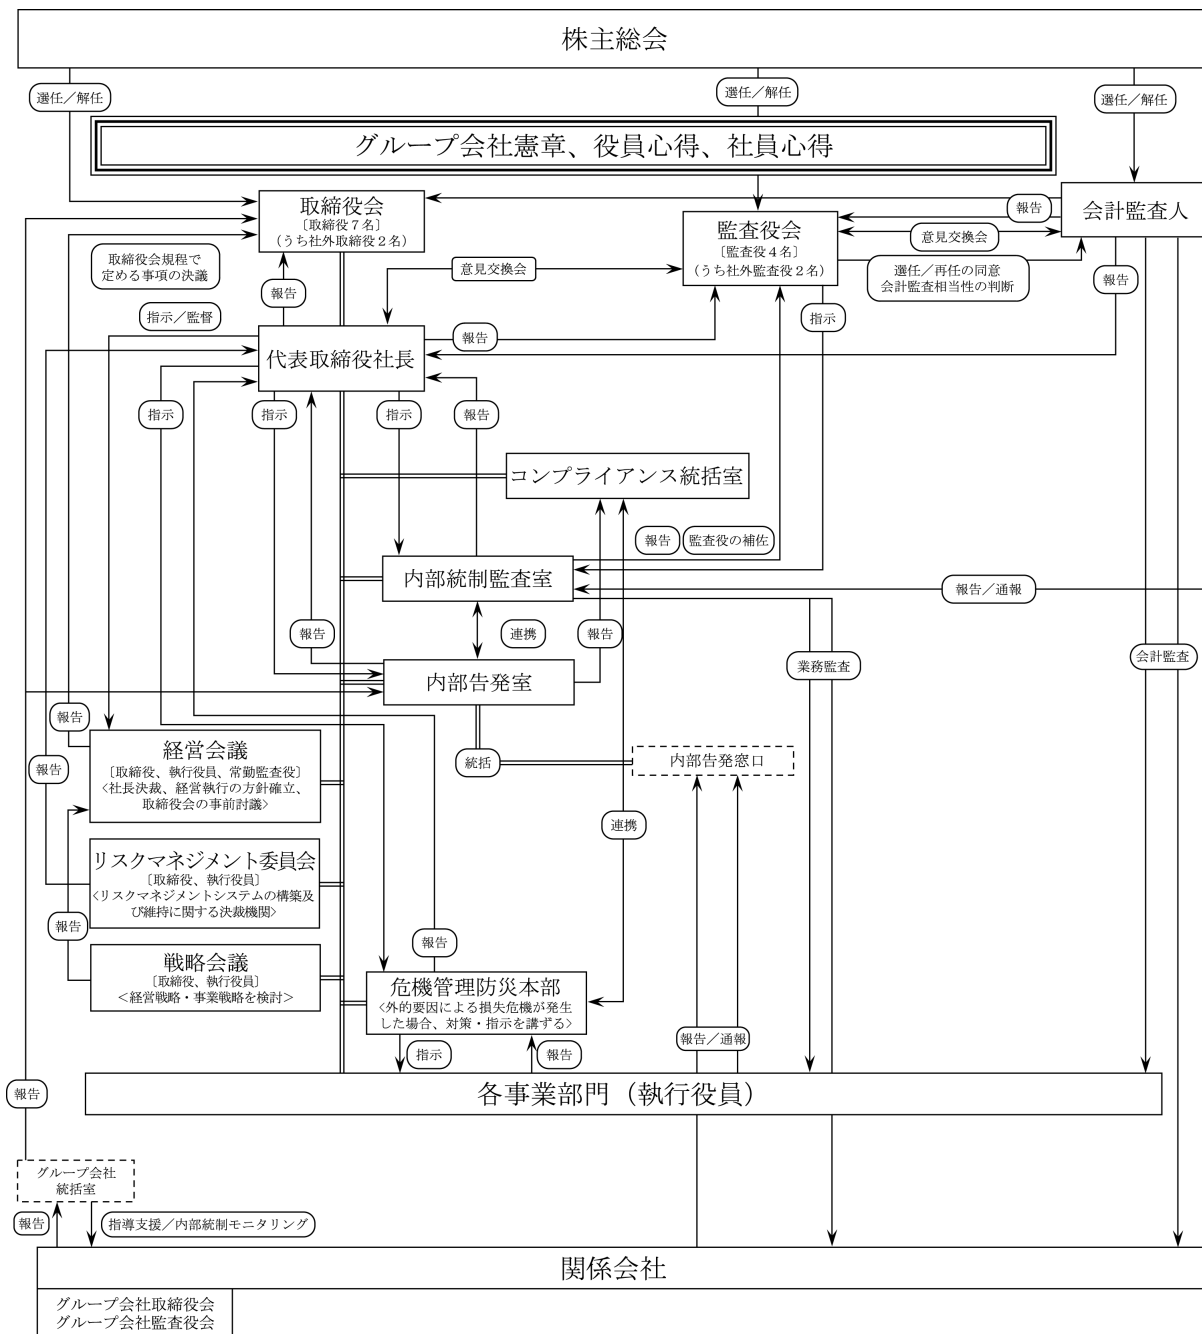 株主総会
選任／解任
選任／解任
選任／解任
グループ会社憲章、役員心得、社員心得
取締役会
〔取締役７名〕
（うち社外取締役２名）
監査役会
〔監査役４名〕
（うち社外監査役２名）
会計監査人
報告
意見交換会
取締役会規程で
定める事項の決議
報告
意見交換会
選任／再任の同意
会計監査相当性の判断
報告
指示／監督
指示
代表取締役社長
報告
指示
指示
指示
報告
コンプライアンス統括室
報告
監査役の補佐
内部統制監査室
報告／通報
報告
連携
報告
業務監査
会計監査
内部告発室
報告
統括
内部告発窓口
経営会議
〔取締役、執行役員、常勤監査役〕
<社長決裁、経営執行の方針確立、
取締役会の事前討議>
報告
連携
リスクマネジメント委員会
〔取締役、執行役員〕
<リスクマネジメントシステムの構築及
び維持に関する決裁機関>
報告
報告
戦略会議
〔取締役、執行役員〕
＜経営戦略・事業戦略を検討＞
危機管理防災本部
<外的要因による損失危機が発生
した場合、対策・指示を講ずる>
報告／通報
指示
報告
各事業部門（執行役員）
報告
グループ会社
統括室
報告
指導支援／内部統制モニタリング
関係会社
グループ会社取締役会
グループ会社監査役会